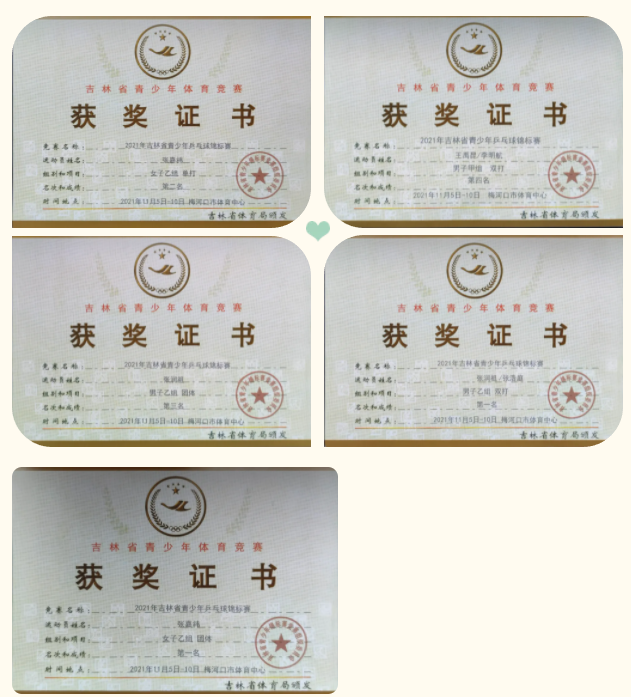 吉林省青少年体育竞赛
获奖证书
竞赛名称： 2021年吉林省青少年乒乓球锦标赛
运动员姓名：
组别和项目： 女子乙组 单打
名次和成绩： 第二名
时间地点： 2021年11月5日-10日 梅河口市体育中心
吉林省体育局颁发
吉林省青少年体育竞赛
获奖证书
竞赛名称： 2021年吉林省青少年乒乓球锦标赛
运动员姓名：
组别和项目： 男子甲组 双打
名次和成绩： 第四名
时间地点： 2021年11月5日-10日 梅河口市体育中心
吉林省体育局颁发
吉林省青少年体育竞赛
获奖证书
竞赛名称： 2021年吉林省青少年乒乓球锦标赛
运动员姓名：
组别和项目： 男子乙组 团体
名次和成绩： 第三名
时间地点： 2021年11月5日-10日 梅河口市体育中心
吉林省体育局颁发
吉林省青少年体育竞赛
获奖证书
竞赛名称： 2021年吉林省青少年乒乓球锦标赛
运动员姓名：
组别和项目： 男子乙组 双打
名次和成绩： 第一名
时间地点： 2021年11月5日-10日 梅河口市体育中心
吉林省体育局颁发
吉林省青少年体育竞赛
获奖证书
竞赛名称： 2021年吉林省青少年乒乓球锦标赛
运动员姓名：
组别和项目： 女子乙组 团体
名次和成绩： 第一名
时间地点： 2021年11月5日-10日 梅河口市体育中心
吉林省体育局颁发